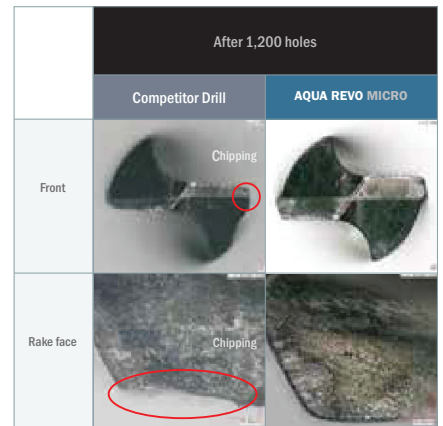 After 1,200 holes
Competitor Drill
AQUA REVO MICRO
Front
Chipping
Rake face
Chipping